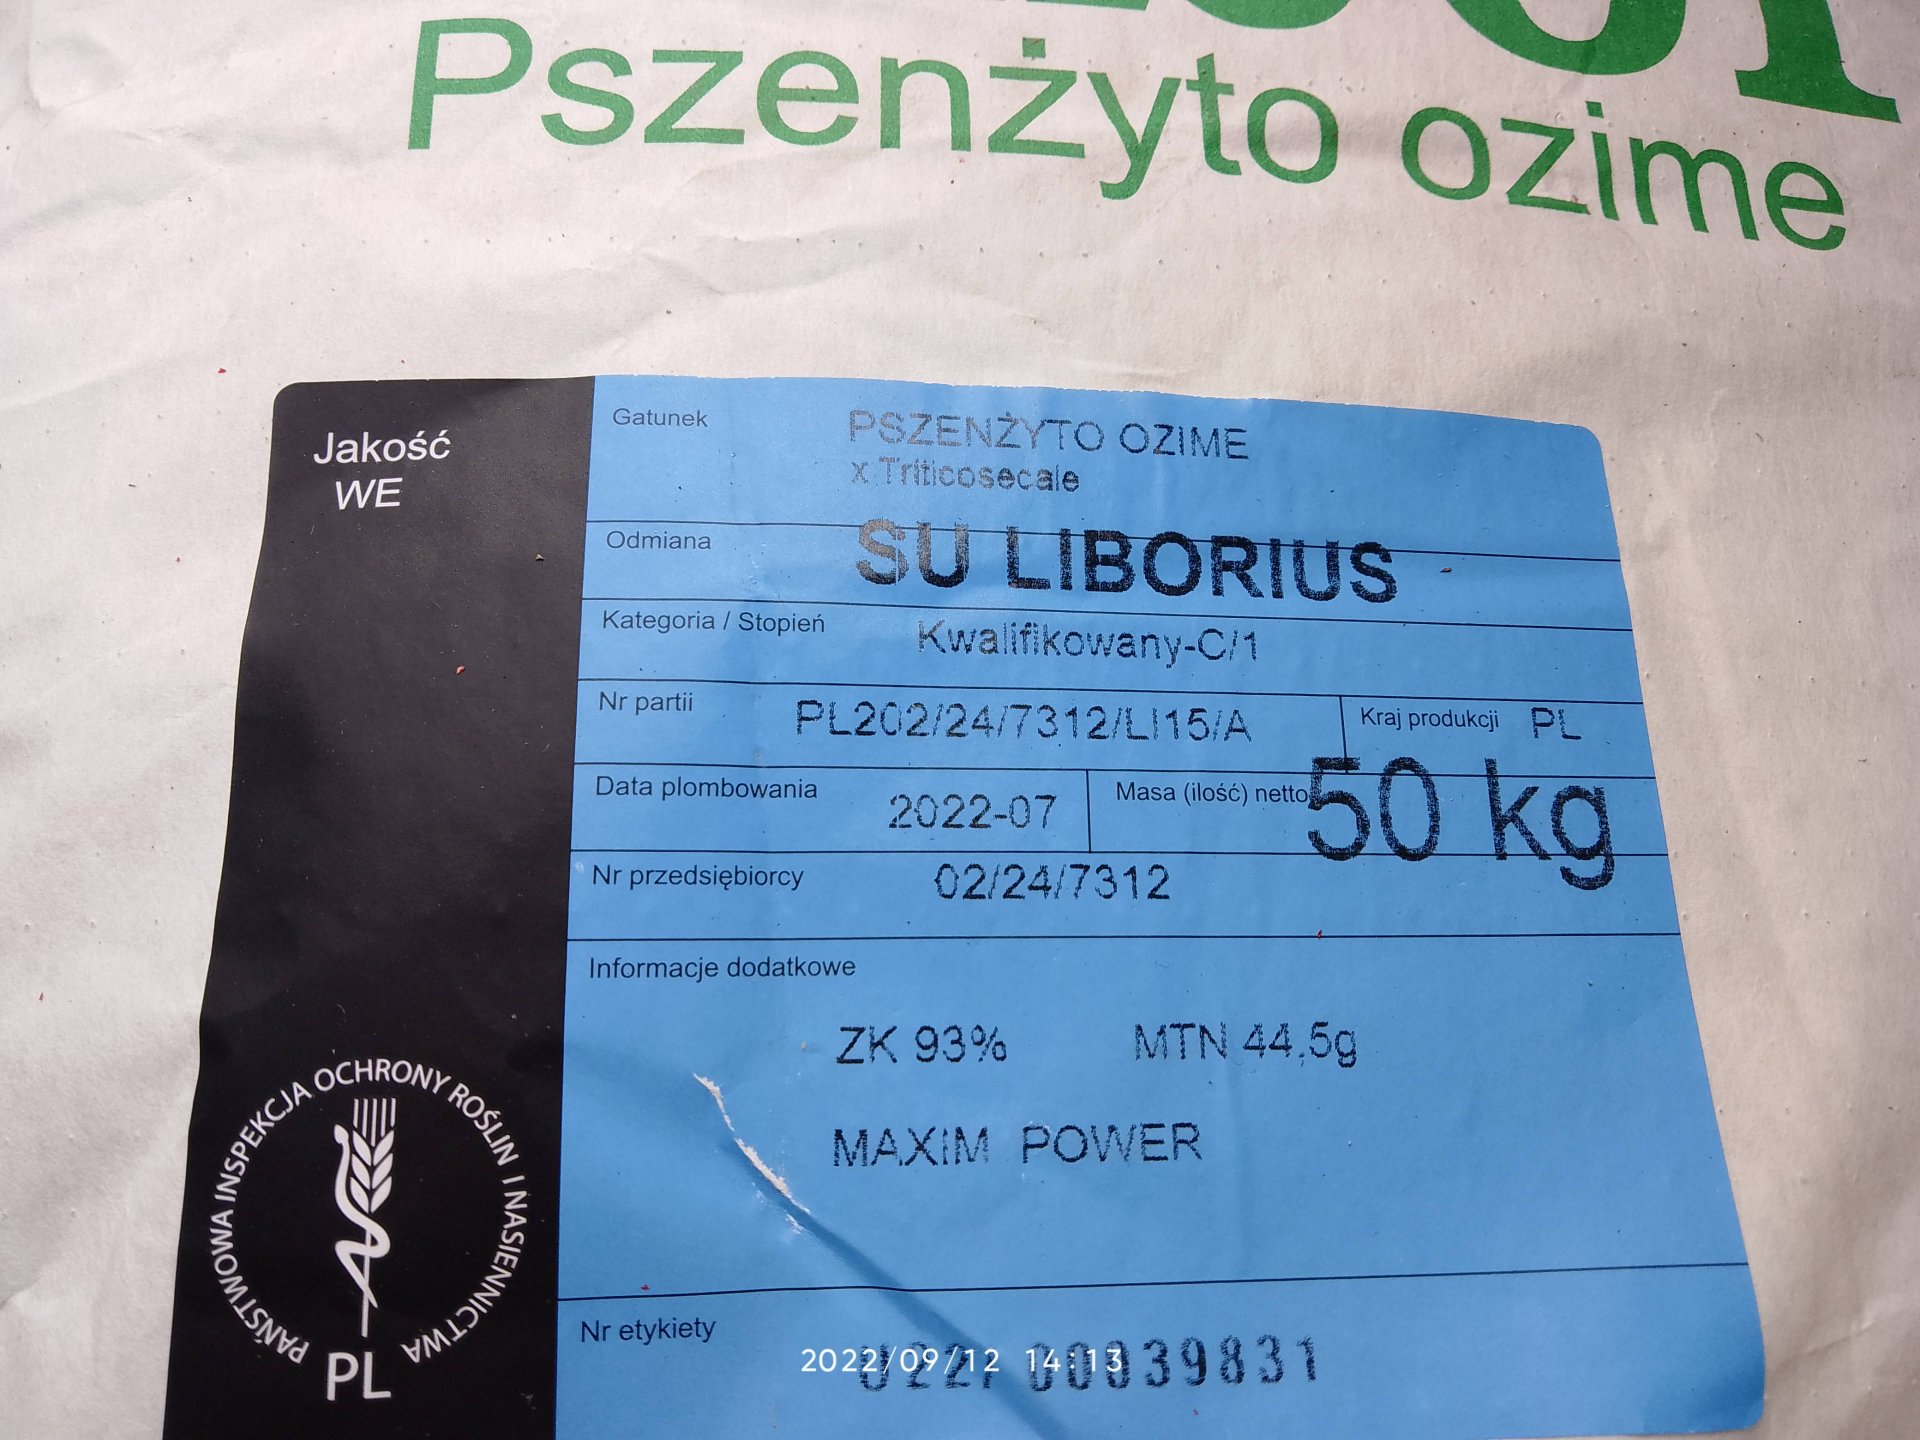 Pszenżyto ozime
Jakość
WE
Gatunek PSZENŻYTO OZIME
x Triticosecale
Odmiana SU LIBORIUS
Kategoria / Stopień Kwalifikowany-C/1
Nr partii PL202/24/7312/LI15/A Kraj produkcji PL
Data plombowania 2022-07 Masa (ilość) netto 50 kg
Nr przedsiębiorcy 02/24/7312
Informacje dodatkowe
ZK 93% MTN 44,5g
MAXIM POWER
PAŃSTWOWA INSPEKCJA OCHRONY ROŚLIN I NASIENNICTWA
PL
Nr etykiety 00039831
2022/09/12 14:13